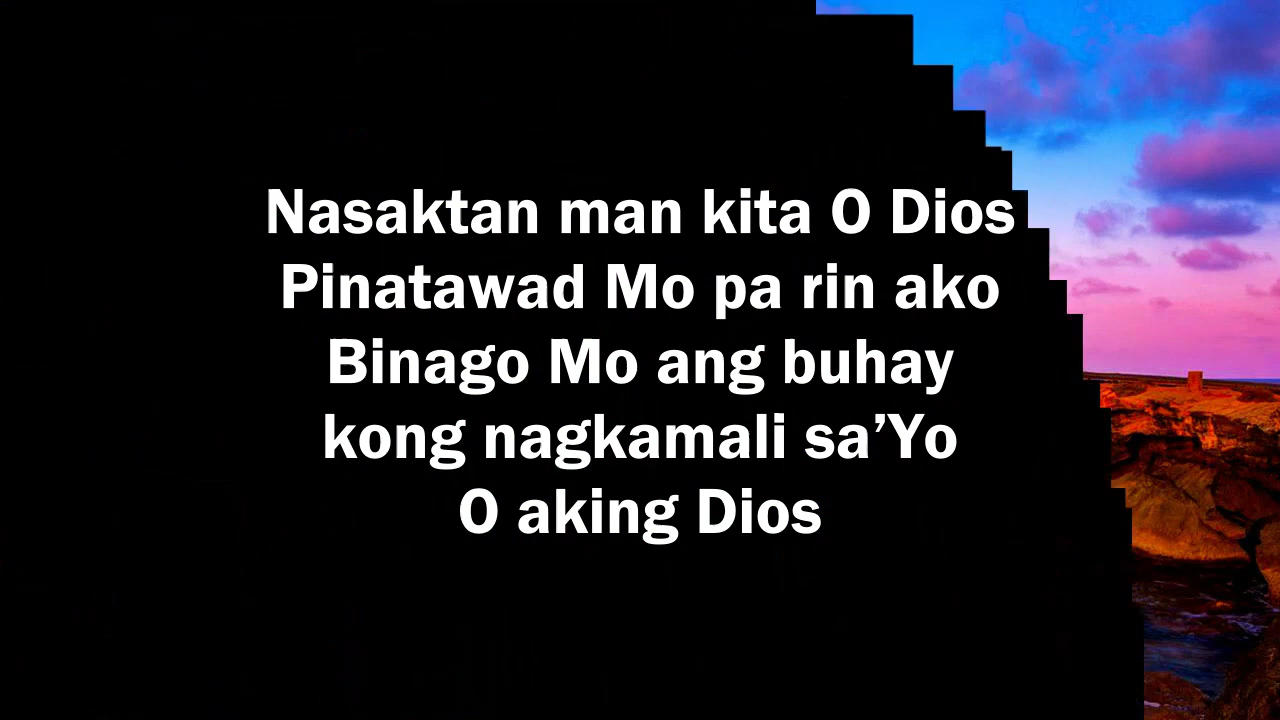 Nasaktan man kita O Dios
Pinatawad Mo pa rin ako
Binago Mo ang buhay
kong nagkamali sa’Yo
O aking Dios